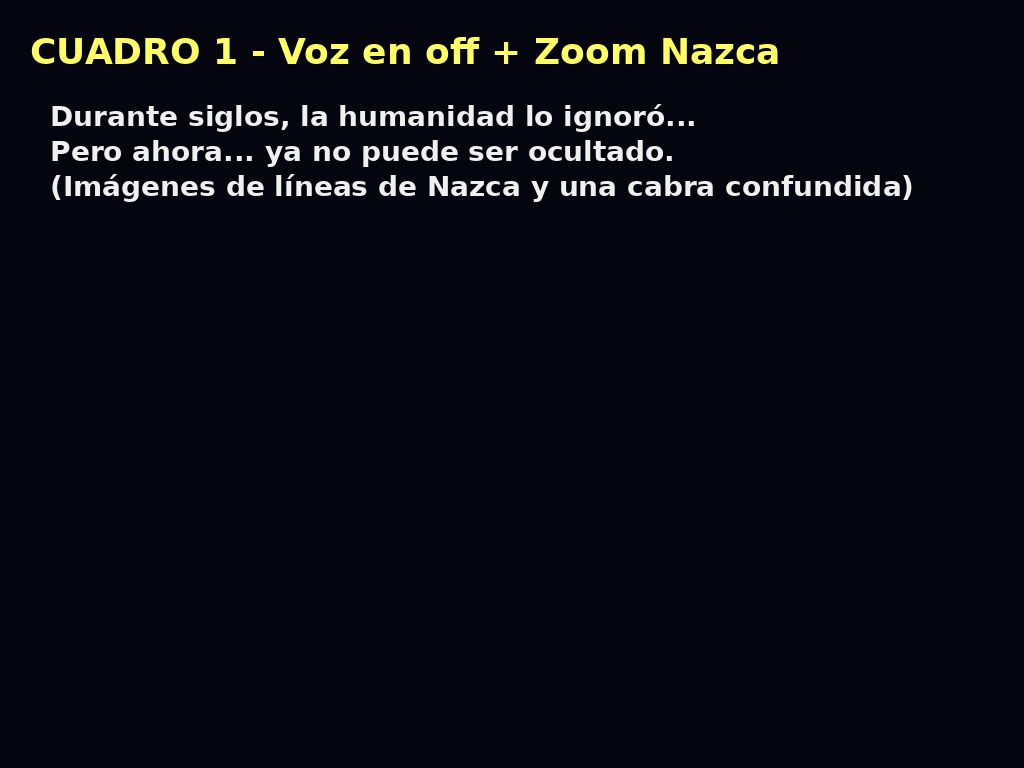 CUADRO 1 - Voz en off + Zoom Nazca
Durante siglos, la humanidad lo ignoró...
Pero ahora... ya no puede ser ocultado.
(Imágenes de líneas de Nazca y una cabra confundida)